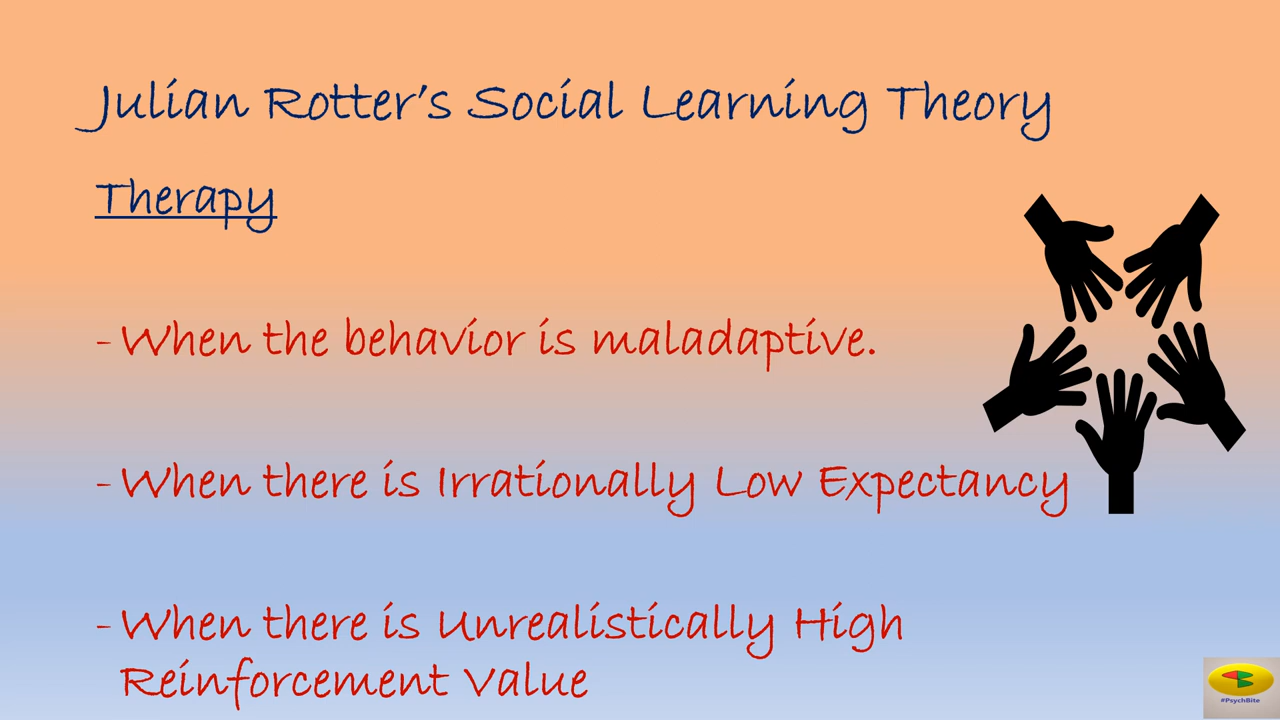 Julian Rotter's Social Learning Theory
Therapy
- When the behavior is maladaptive.
- When there is Irrationally Low Expectancy
- When there is Unrealistically High
Reinforcement Value
#PsychBite